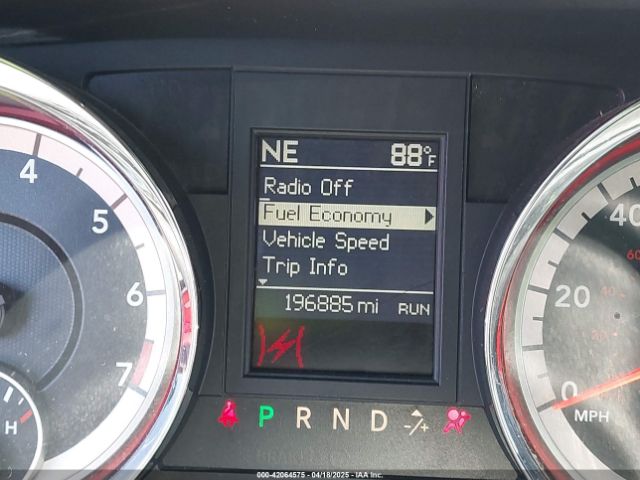 NE 88°F
Radio Off
Fuel Economy
Vehicle Speed
Trip Info
196885 mi RUN
P R N D -/+
4
5
6
7
H
40
60
20
0
MPH
000-42064575 - 04/18/2025 - IAA Inc.